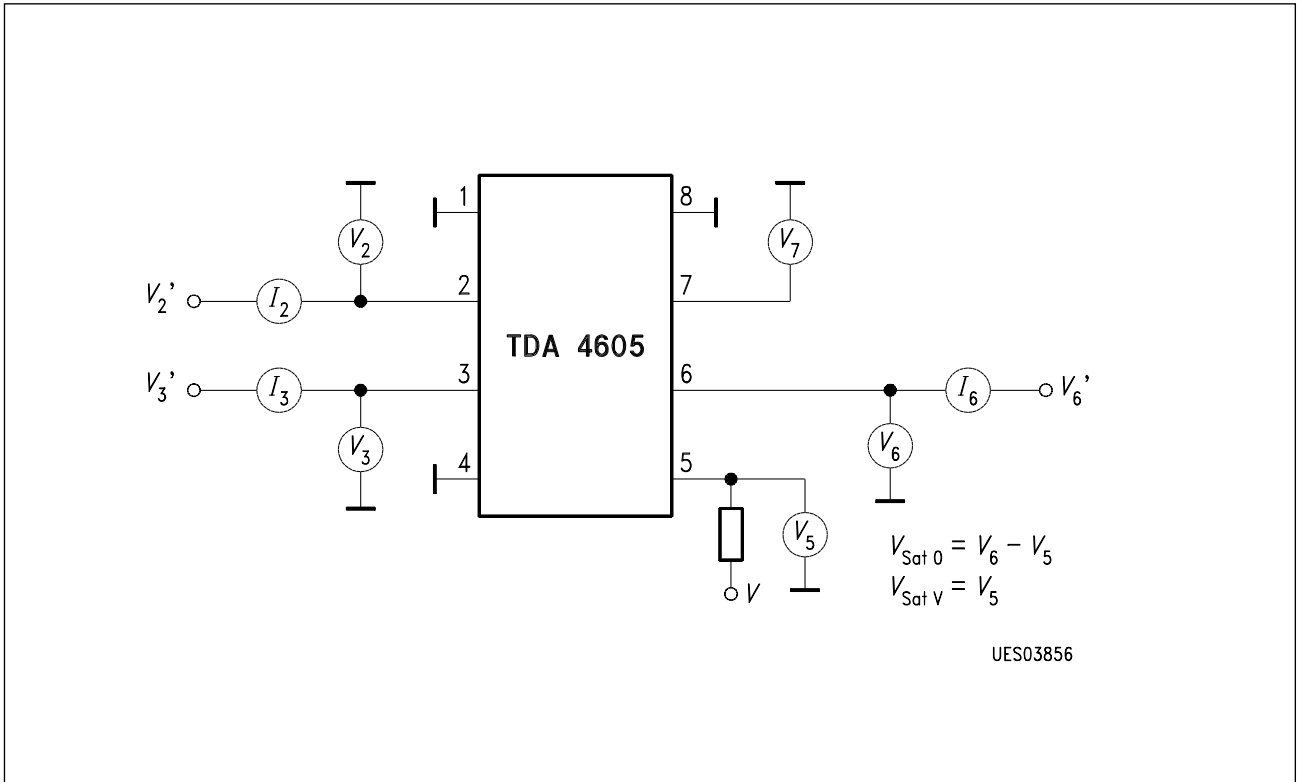 1
8
V2
V7
V2'
I2
2
7
TDA 4605
V3'
I3
3
6
I6
V6'
V3
V6
4
5
V5
V
VSat 0 = V6 − V5
VSat V = V5
UES03856